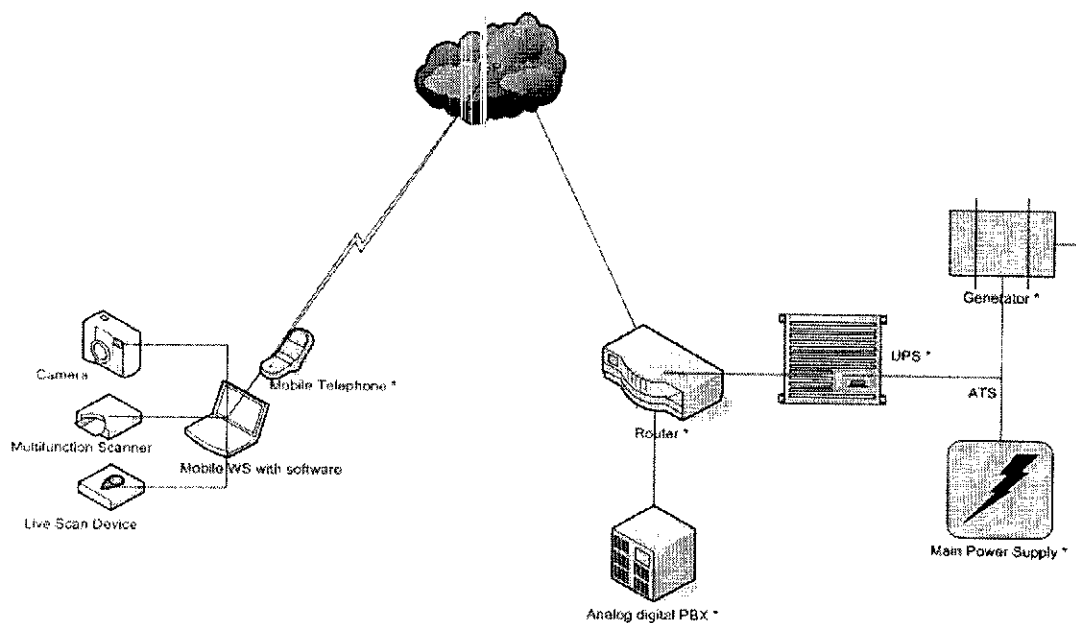 Generator *
UPS *
ATS
Camera
Mobile Telephone *
Multifunction Scanner
Router *
Mobile WS with software
Live Scan Device
Main Power Supply *
Analog digital PBX *